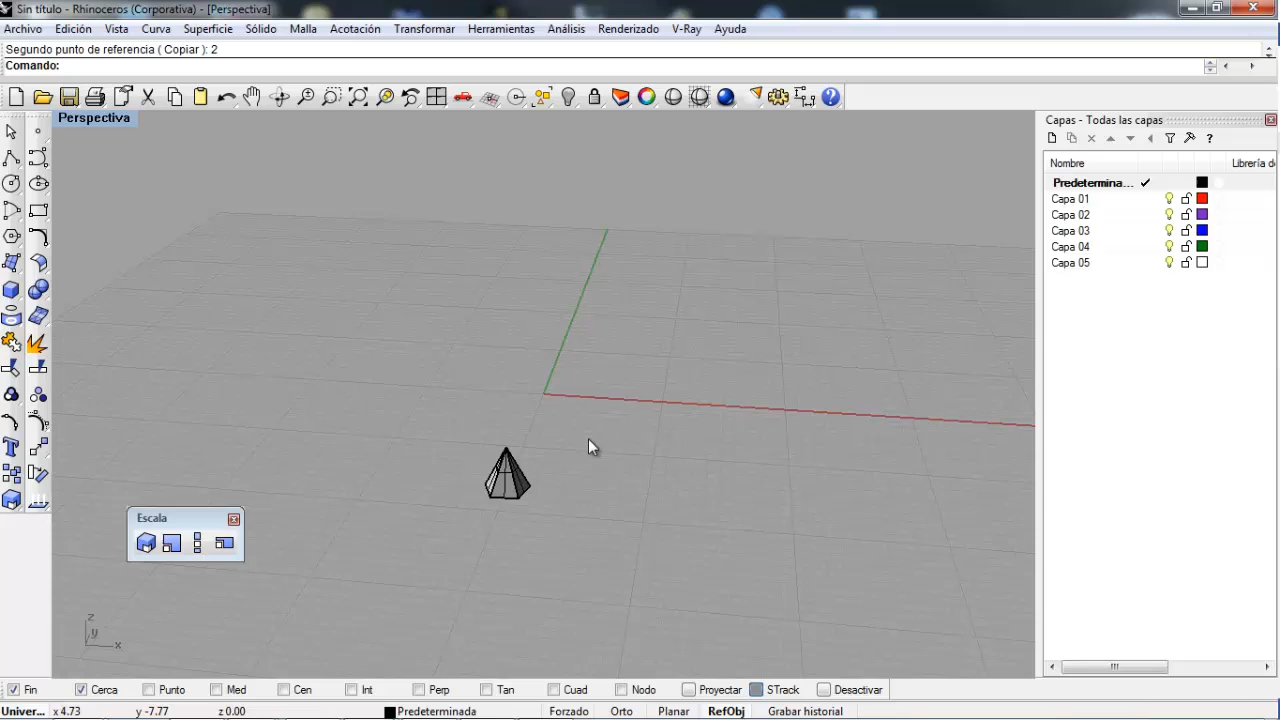 Sin título - Rhinoceros (Corporativa) - [Perspectiva]
Archivo Edición Vista Curva Superficie Sólido Malla Acotación Transformar Herramientas Análisis Renderizado V-Ray Ayuda
Segundo punto de referencia ( Copiar ): 2
Comando:
Perspectiva
Capas - Todas las capas
Nombre Librería d
Predetermina...
Capa 01
Capa 02
Capa 03
Capa 04
Capa 05
Escala
z
y
x
Fin Cerca Punto Med Cen Int Perp Tan Cuad Nodo Proyectar STrack Desactivar
Univer... x 4.73 y -7.77 z 0.00 Predeterminada Forzado Orto Planar RefObj Grabar historial